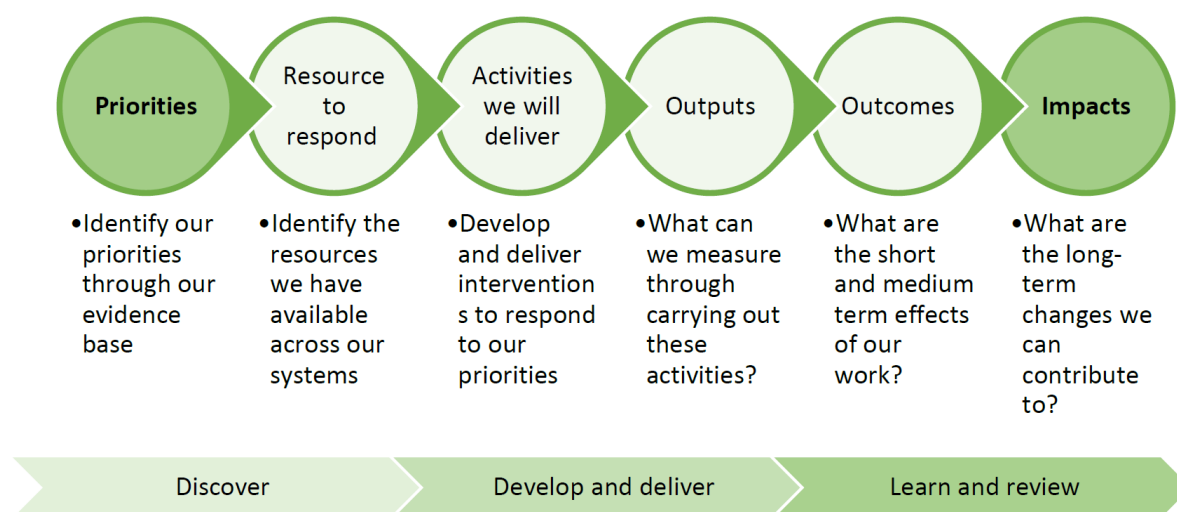 Priorities
Resource
to
respond
Activities
we will
deliver
Outputs
Outcomes
Impacts
•Identify our
priorities
through our
evidence
base
•Identify the
resources
we have
available
across our
systems
•Develop
and deliver
intervention
s to respond
to our
priorities
•What can
we measure
through
carrying out
these
activities?
•What are
the short
and medium
term effects
of our
work?
•What are
the long-
term
changes we
can
contribute
to?
Discover
Develop and deliver
Learn and review